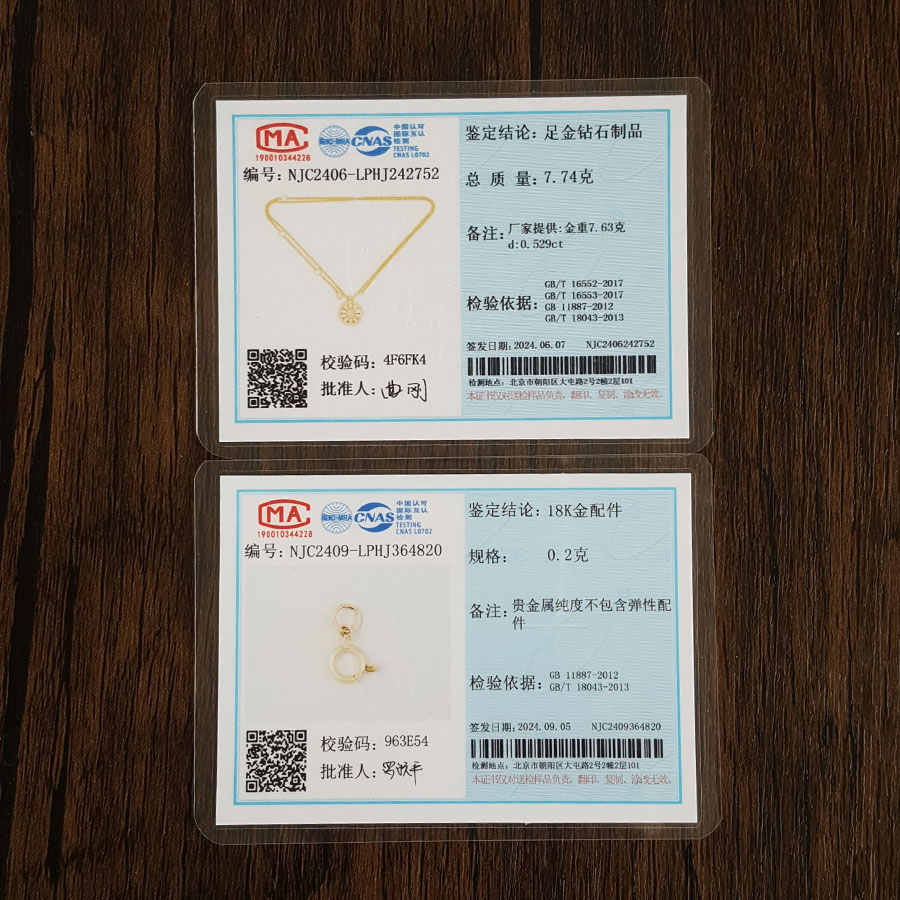 MA
190010344228
ilac-MRA
CNAS
中国认可
国际互认
检测
TESTING
CNAS L0702
编号: NJC2406-LPHJ242752
校验码: 4F6FK4
批准人: 曲刚
鉴定结论: 足金钻石制品
总 质 量: 7.74克
备注: 厂家提供:金重7.63克
d:0.529ct
检验依据: GB/T 16552-2017
GB/T 16553-2017
GB 11887-2012
GB/T 18043-2013
签发日期: 2024.06.07 NJC2406242752
检测地点: 北京市朝阳区大屯路2号2幢2层101
本证书仅对送检样品负责，翻印、复制、涂改无效。
MA
190010344228
ilac-MRA
CNAS
中国认可
国际互认
检测
TESTING
CNAS L0702
编号: NJC2409-LPHJ364820
校验码: 963E54
批准人:
鉴定结论: 18K金配件
规格: 0.2克
备注: 贵金属纯度不包含弹性配
件
检验依据: GB 11887-2012
GB/T 18043-2013
签发日期: 2024.09.05 NJC2409364820
检测地点: 北京市朝阳区大屯路2号2幢2层101
本证书仅对送检样品负责，翻印、复制、涂改无效。